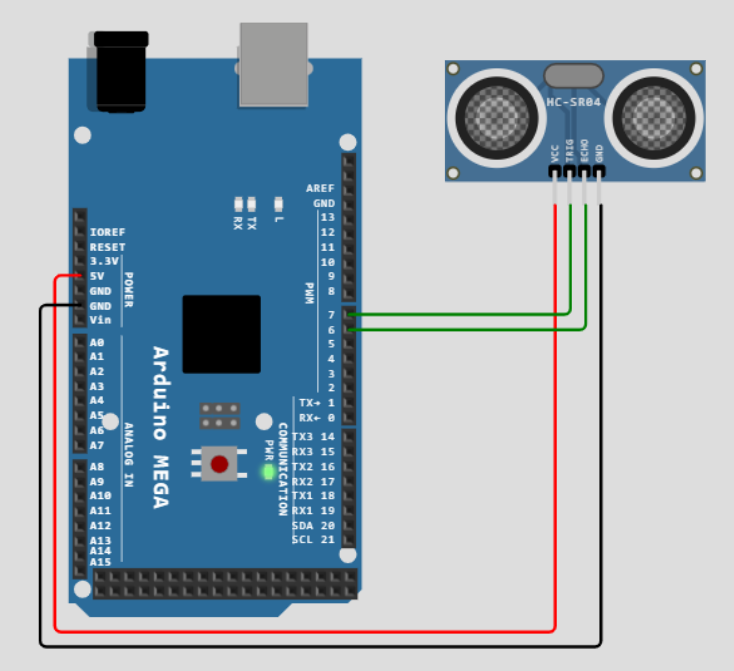 HC-SR04
VCC
TRIG
ECHO
GND
AREF
GND
13
12
11
10
9
8
PWM
7
6
5
4
3
2
TX→ 1
RX← 0
RX
TX
L
IOREF
RESET
3.3V
5V
GND
GND
Vin
POWER
A0
A1
A2
A3
A4
A5
A6
A7
ANALOG IN
A8
A9
A10
A11
A12
A13
A14
A15
Arduino MEGA
PWR
COMMUNICATION
TX3 14
RX3 15
TX2 16
RX2 17
TX1 18
RX1 19
SDA 20
SCL 21